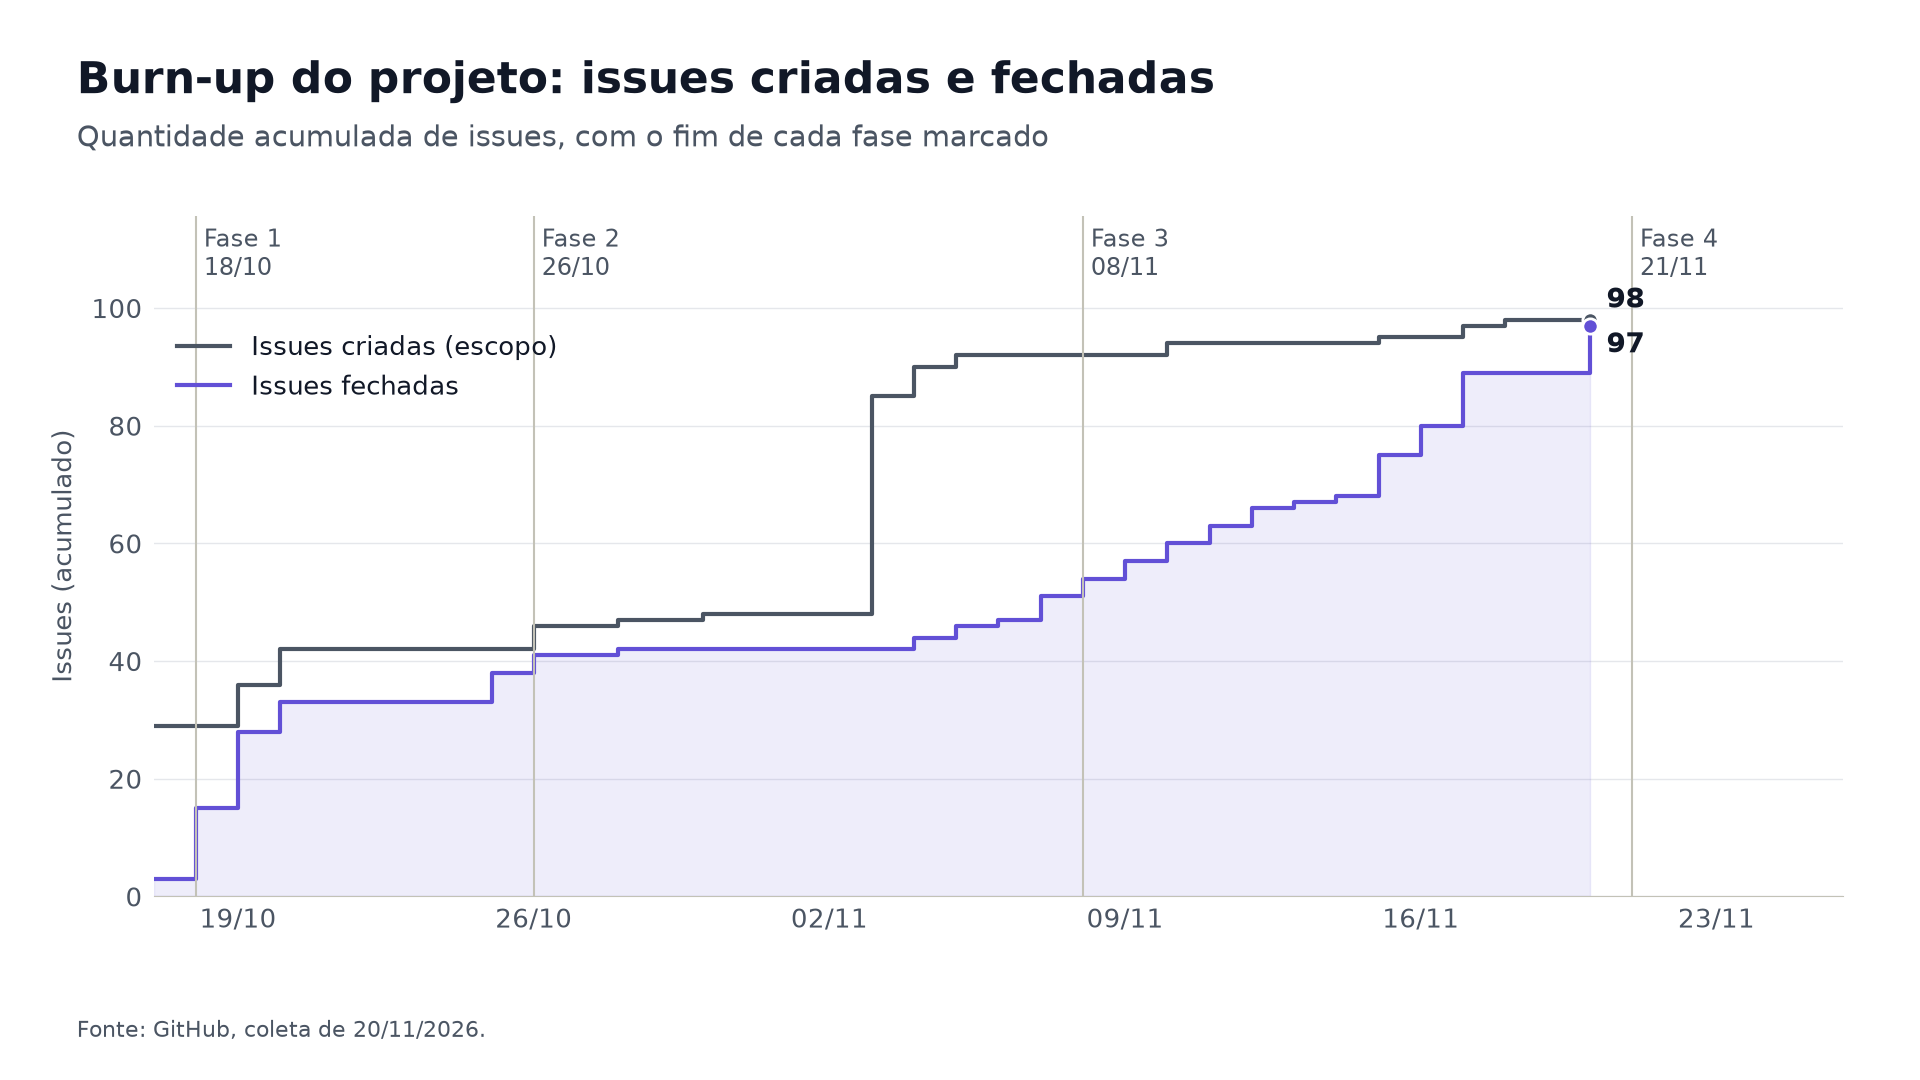 Burn-up do projeto: issues criadas e fechadas
Quantidade acumulada de issues, com o fim de cada fase marcado
Fase 1
18/10
Fase 2
26/10
Fase 3
08/11
Fase 4
21/11
98
97
Issues criadas (escopo)
Issues fechadas
Issues (acumulado)
100
80
60
40
20
0
19/10
26/10
02/11
09/11
16/11
23/11
Fonte: GitHub, coleta de 20/11/2026.